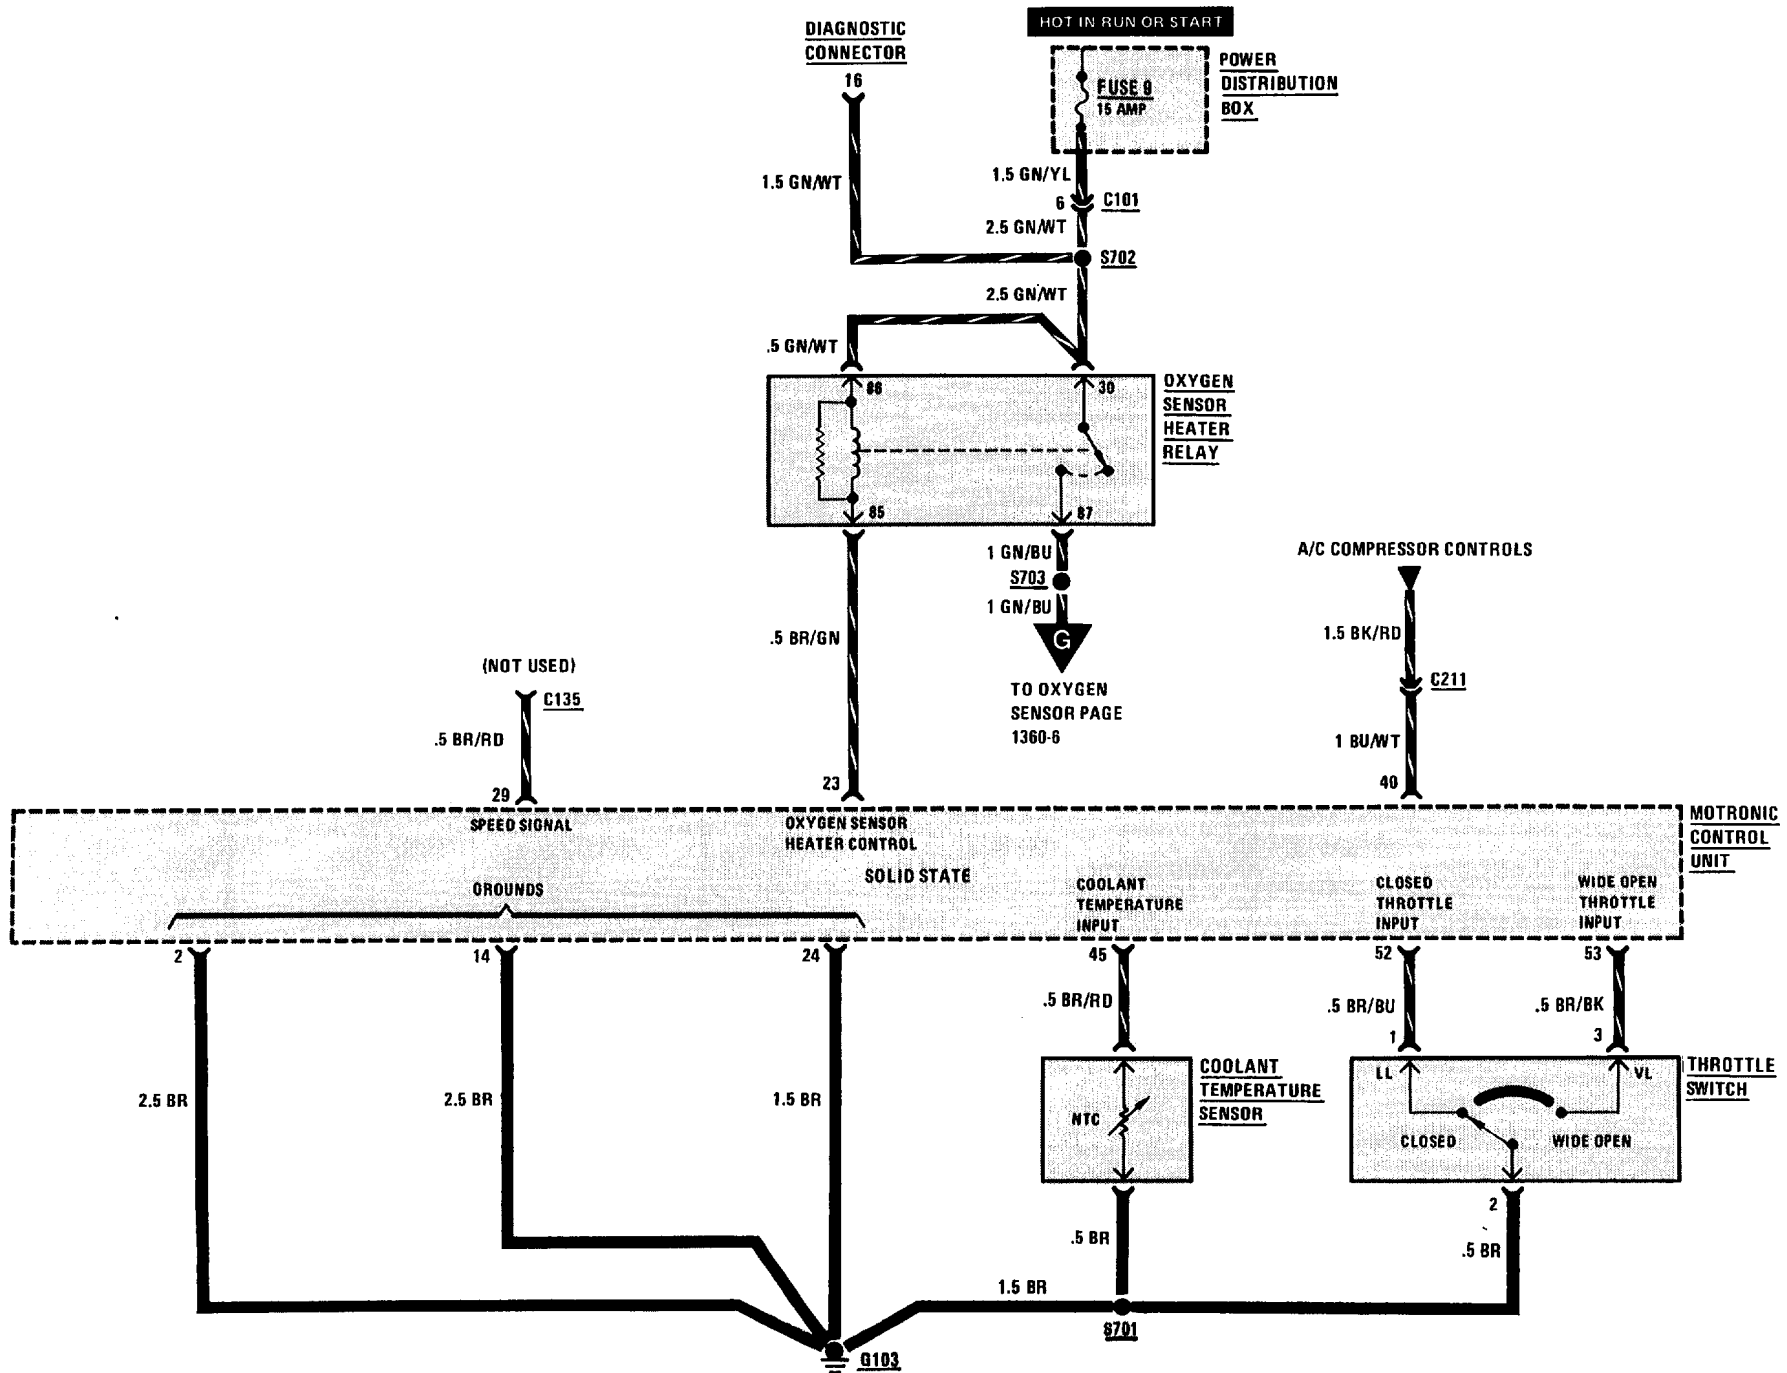 HOT IN RUN OR START
DIAGNOSTIC
CONNECTOR
16
FUSE 9
15 AMP
POWER
DISTRIBUTION
BOX
1.5 GN/WT
1.5 GN/YL
6
C101
2.5 GN/WT
S702
2.5 GN/WT
.5 GN/WT
86
30
OXYGEN
SENSOR
HEATER
RELAY
85
87
1 GN/BU
S703
1 GN/BU
G
TO OXYGEN
SENSOR PAGE
1360-6
A/C COMPRESSOR CONTROLS
1.5 BK/RD
C211
1 BU/WT
40
.5 BR/GN
23
(NOT USED)
C135
.5 BR/RD
29
MOTRONIC
CONTROL
UNIT
SPEED SIGNAL
OXYGEN SENSOR
HEATER CONTROL
SOLID STATE
GROUNDS
COOLANT
TEMPERATURE
INPUT
CLOSED
THROTTLE
INPUT
WIDE OPEN
THROTTLE
INPUT
2
14
24
45
52
53
.5 BR/RD
.5 BR/BU
.5 BR/BK
1
3
COOLANT
TEMPERATURE
SENSOR
NTC
LL
VL
THROTTLE
SWITCH
CLOSED
WIDE OPEN
2.5 BR
2.5 BR
1.5 BR
2
.5 BR
.5 BR
1.5 BR
S701
G103